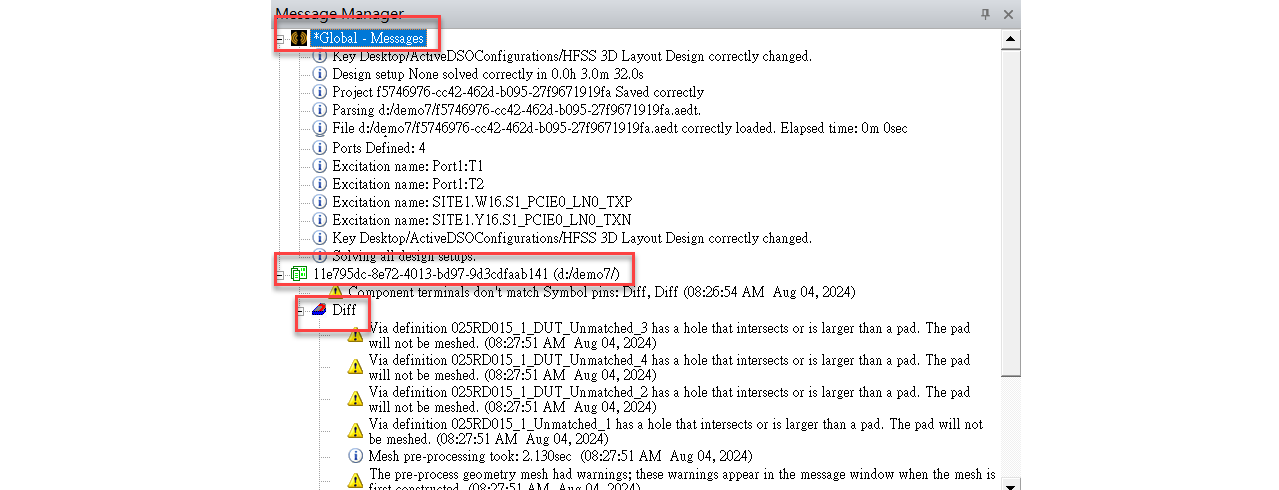 Message Manager
*Global - Messages
Key Desktop/ActiveDSOConfigurations/HFSS 3D Layout Design correctly changed.
Design setup None solved correctly in 0.0h 3.0m 32.0s
Project f5746976-cc42-462d-b095-27f9671919fa Saved correctly
Parsing d:/demo7/f5746976-cc42-462d-b095-27f9671919fa.aedt.
File d:/demo7/f5746976-cc42-462d-b095-27f9671919fa.aedt correctly loaded. Elapsed time: 0m 0sec
Ports Defined: 4
Excitation name: Port1:T1
Excitation name: Port1:T2
Excitation name: SITE1.W16.S1_PCIE0_LN0_TXP
Excitation name: SITE1.Y16.S1_PCIE0_LN0_TXN
Key Desktop/ActiveDSOConfigurations/HFSS 3D Layout Design correctly changed.
Solving all design setups.
11e795dc-8e72-4013-bd97-9d3cdfaab141 (d:/demo7/)
Component terminals don't match Symbol pins: Diff, Diff (08:26:54 AM  Aug 04, 2024)
Diff
Via definition 025RD015_1_DUT_Unmatched_3 has a hole that intersects or is larger than a pad. The pad
will not be meshed. (08:27:51 AM  Aug 04, 2024)
Via definition 025RD015_1_DUT_Unmatched_4 has a hole that intersects or is larger than a pad. The pad
will not be meshed. (08:27:51 AM  Aug 04, 2024)
Via definition 025RD015_1_DUT_Unmatched_2 has a hole that intersects or is larger than a pad. The pad
will not be meshed. (08:27:51 AM  Aug 04, 2024)
Via definition 025RD015_1_Unmatched_1 has a hole that intersects or is larger than a pad. The pad will not
be meshed. (08:27:51 AM  Aug 04, 2024)
Mesh pre-processing took: 2.130sec  (08:27:51 AM  Aug 04, 2024)
The pre-process geometry mesh had warnings; these warnings appear in the message window when the mesh is
first constructed. (08:27:51 AM  Aug 04, 2024)